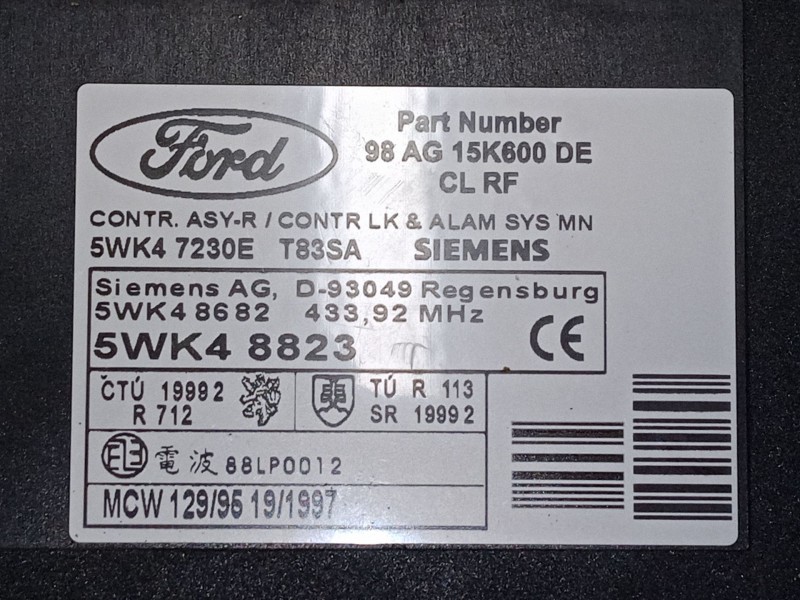 Ford
Part Number
98 AG 15K600 DE
CL RF
CONTR. ASY-R / CONTR LK & ALAM SYS MN
5WK4 7230E T83SA SIEMENS
Siemens AG, D-93049 Regensburg
5WK4 8682 433,92 MHz
5WK4 8823 CE
ČTÚ 1999 2
R 712
TÚ R 113
SR 1999 2
電波 88LP0012
MCW 129/95 19/1997